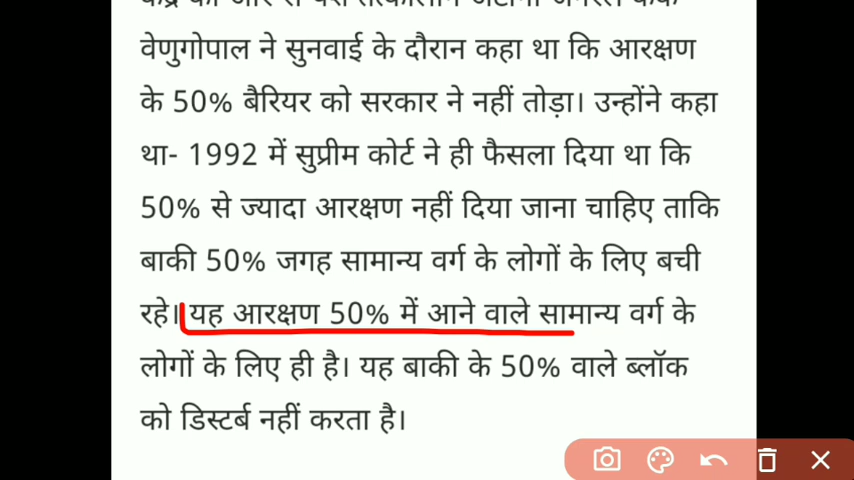 वेणुगोपाल ने सुनवाई के दौरान कहा था कि आरक्षण
के 50% बैरियर को सरकार ने नहीं तोड़ा। उन्होंने कहा
था- 1992 में सुप्रीम कोर्ट ने ही फैसला दिया था कि
50% से ज्यादा आरक्षण नहीं दिया जाना चाहिए ताकि
बाकी 50% जगह सामान्य वर्ग के लोगों के लिए बची
रहे। यह आरक्षण 50% में आने वाले सामान्य वर्ग के
लोगों के लिए ही है। यह बाकी के 50% वाले ब्लॉक
को डिस्टर्ब नहीं करता है।